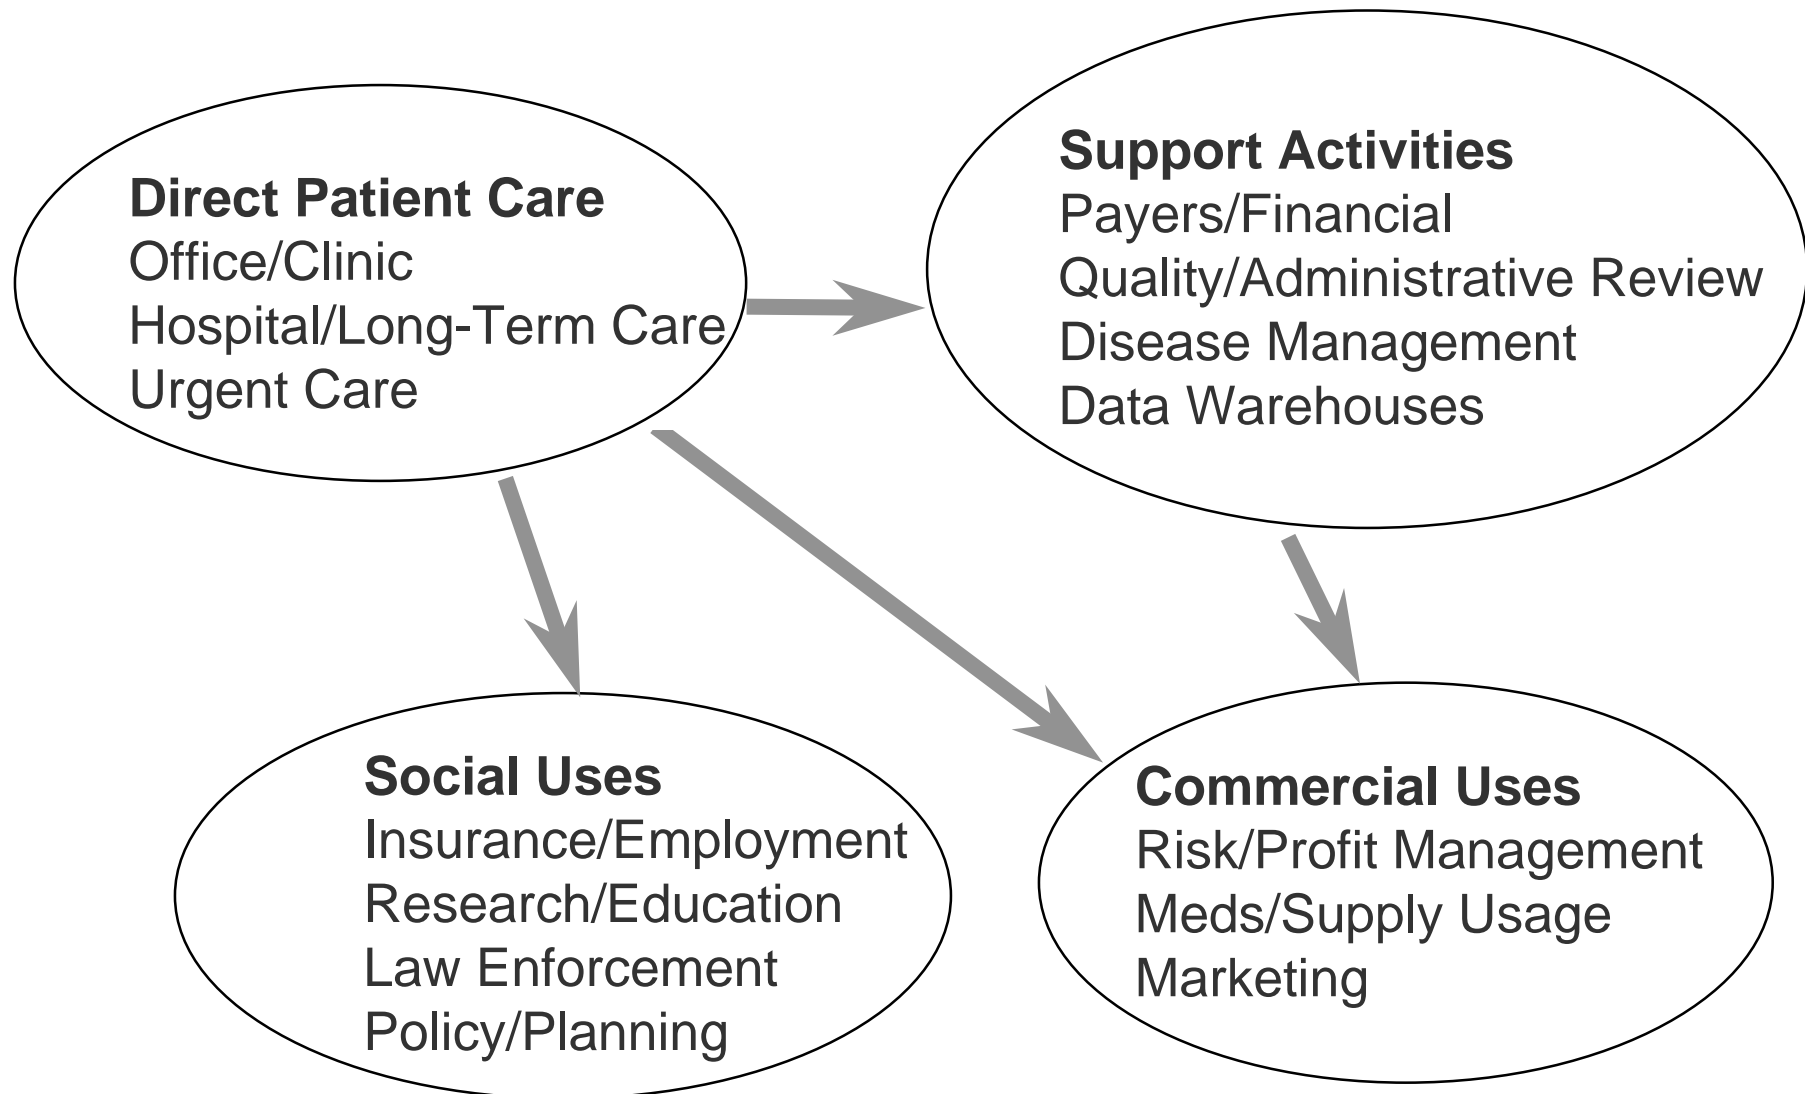 Direct Patient Care
Office/Clinic
Hospital/Long-Term Care
Urgent Care
Support Activities
Payers/Financial
Quality/Administrative Review
Disease Management
Data Warehouses
Social Uses
Insurance/Employment
Research/Education
Law Enforcement
Policy/Planning
Commercial Uses
Risk/Profit Management
Meds/Supply Usage
Marketing